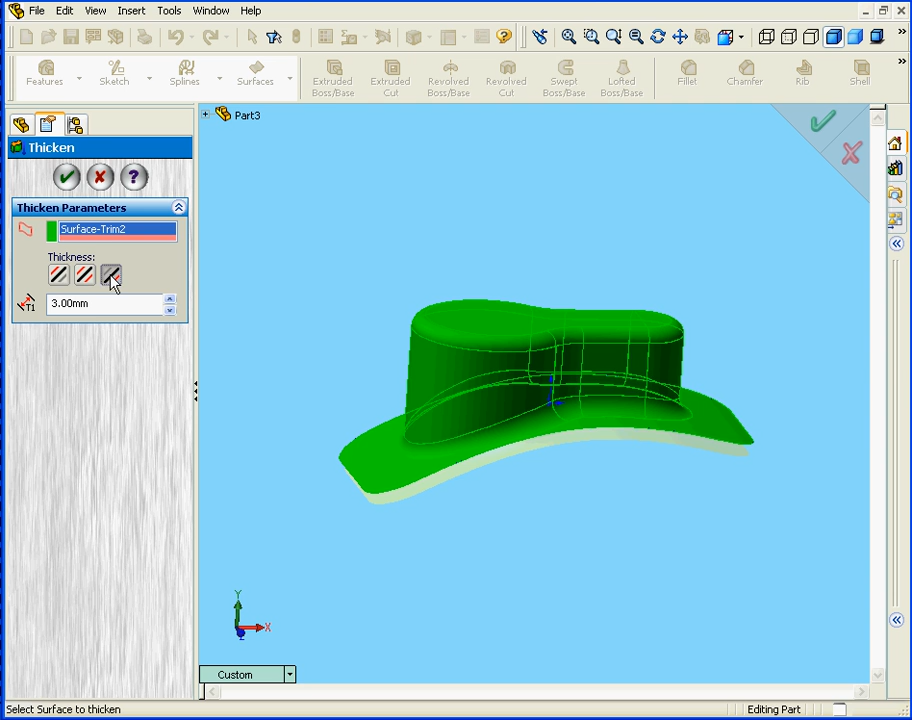 File Edit View Insert Tools Window Help
Features Sketch Splines Surfaces Extruded Boss/Base Extruded Cut Revolved Boss/Base Revolved Cut Swept Boss/Base Lofted Boss/Base Fillet Chamfer Rib Shell
Part3
Thicken
Thicken Parameters
Surface-Trim2
Thickness:
T1 3.00mm
Y
X
Z
Custom
Select Surface to thicken Editing Part